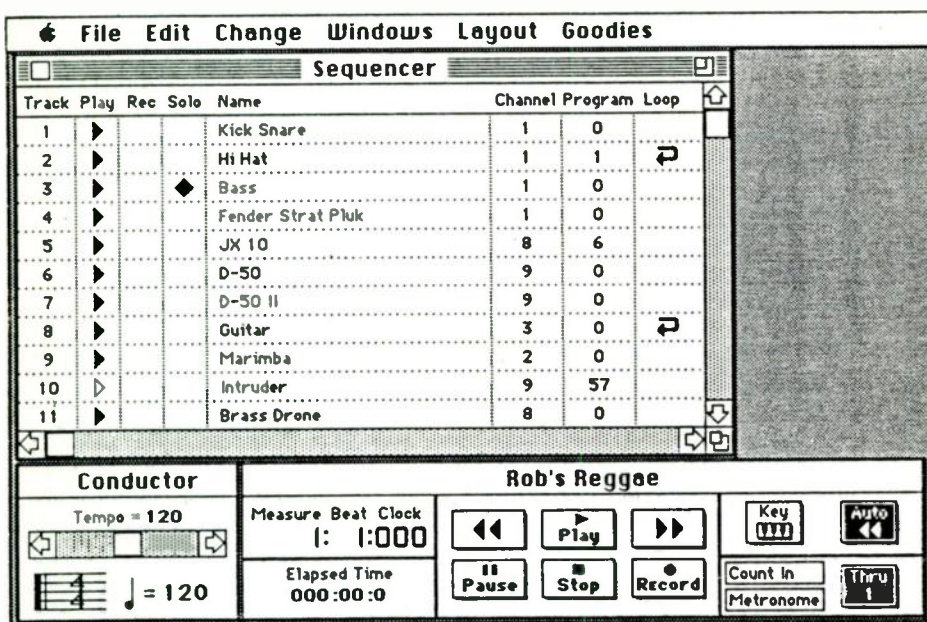 File Edit Change Windows Layout Goodies
Sequencer
Track Play Rec Solo Name Channel Program Loop
1 Kick Snare 1 0
2 Hi Hat 1 1
3 Bass 1 0
4 Fender Strat Pluk 1 0
5 JX 10 8 6
6 D-50 9 0
7 D-50 II 9 0
8 Guitar 3 0
9 Marimba 2 0
10 Intruder 9 57
11 Brass Drone 8 0
Conductor
Tempo = 120
4
4
= 120
Rob's Reggae
Measure Beat Clock
1: 1:000
Elapsed Time
000:00:0
Play
Pause Stop Record
Key
Auto
Count In
Metronome
Thru
1